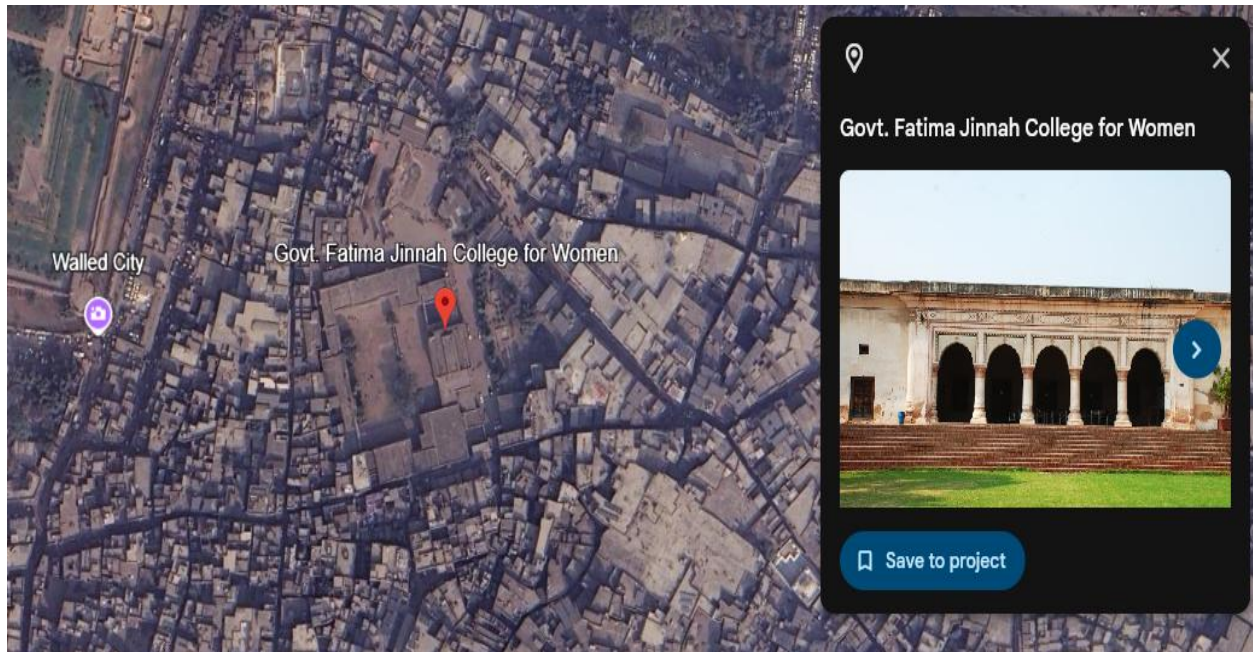 Walled City
Govt. Fatima Jinnah College for Women
Govt. Fatima Jinnah College for Women
Save to project